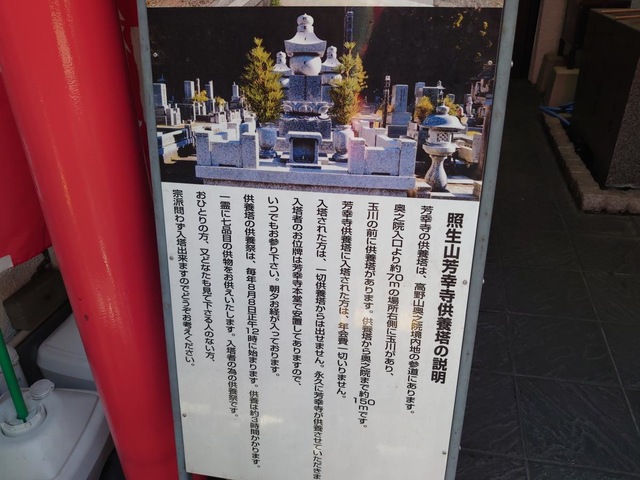 照生山芳幸寺供養塔の説明
芳幸寺の供養塔は、高野山奥之院境内地の参道にあります。
奥之院入口より約70mの場所右側に玉川があり、
玉川の前に供養塔があります。供養塔から奥之院まで約150mです。
芳幸寺供養塔に入塔された方は、年会費一切いりません。
入塔された方は、一切供養塔からは出せません。永久に芳幸寺が供養させていただきま
入塔者のお位牌は芳幸寺本堂で安置してありますので、
いつでもお参り下さい。朝夕お経が入っております。
供養塔の供養祭は、毎年8月8日正午12時に始まります。供養は約3時間かかります。
一霊に七品目の供物をお供えいたします。入塔者の為の供養祭です。
おひとりの方、又どなたも見て下さる人のない方、
宗派問わず入塔出来ますのでどうぞお考えください。